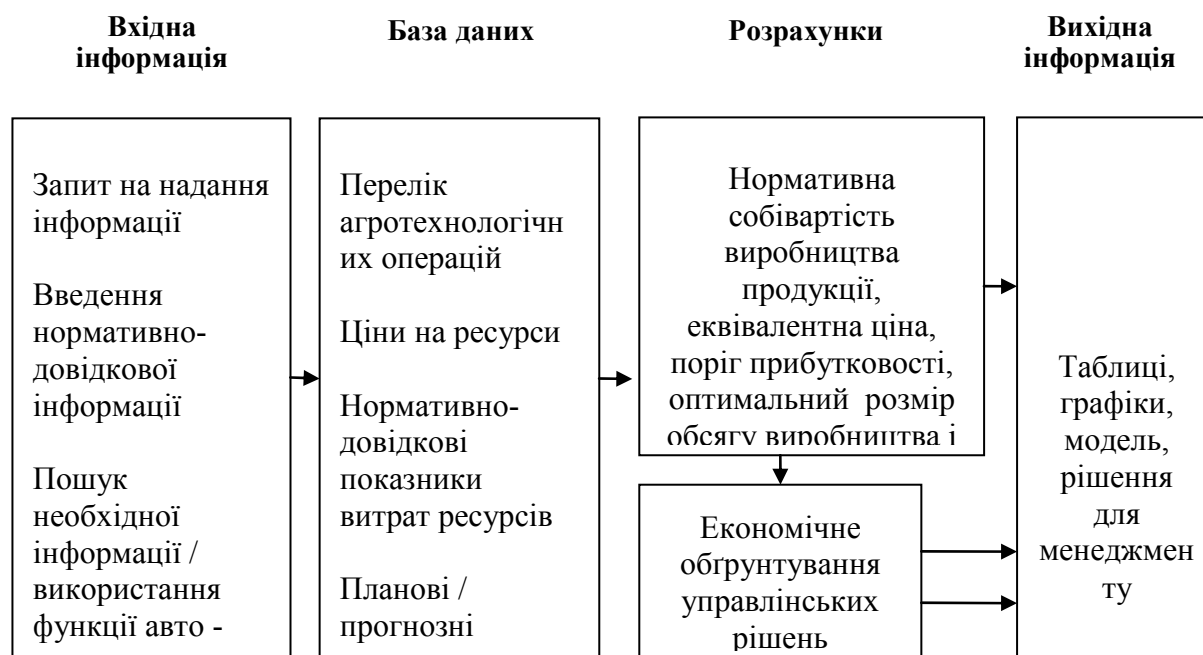 Вхідна
інформація
База даних
Розрахунки
Вихідна
інформація
Запит на надання
інформації
Введення
нормативно-
довідкової
інформації
Пошук
необхідної
інформації /
використання
функції авто -
Перелік
агротехнологічн
их операцій
Ціни на ресурси
Нормативно-
довідкові
показники
витрат ресурсів
Планові /
прогнозні
Нормативна
собівартість
виробництва
продукції,
еквівалентна ціна,
поріг прибутковості,
оптимальний розмір
обсягу виробництва і
Економічне
обґрунтування
управлінських
рішень
Таблиці,
графіки,
модель,
рішення
для
менеджмен
ту